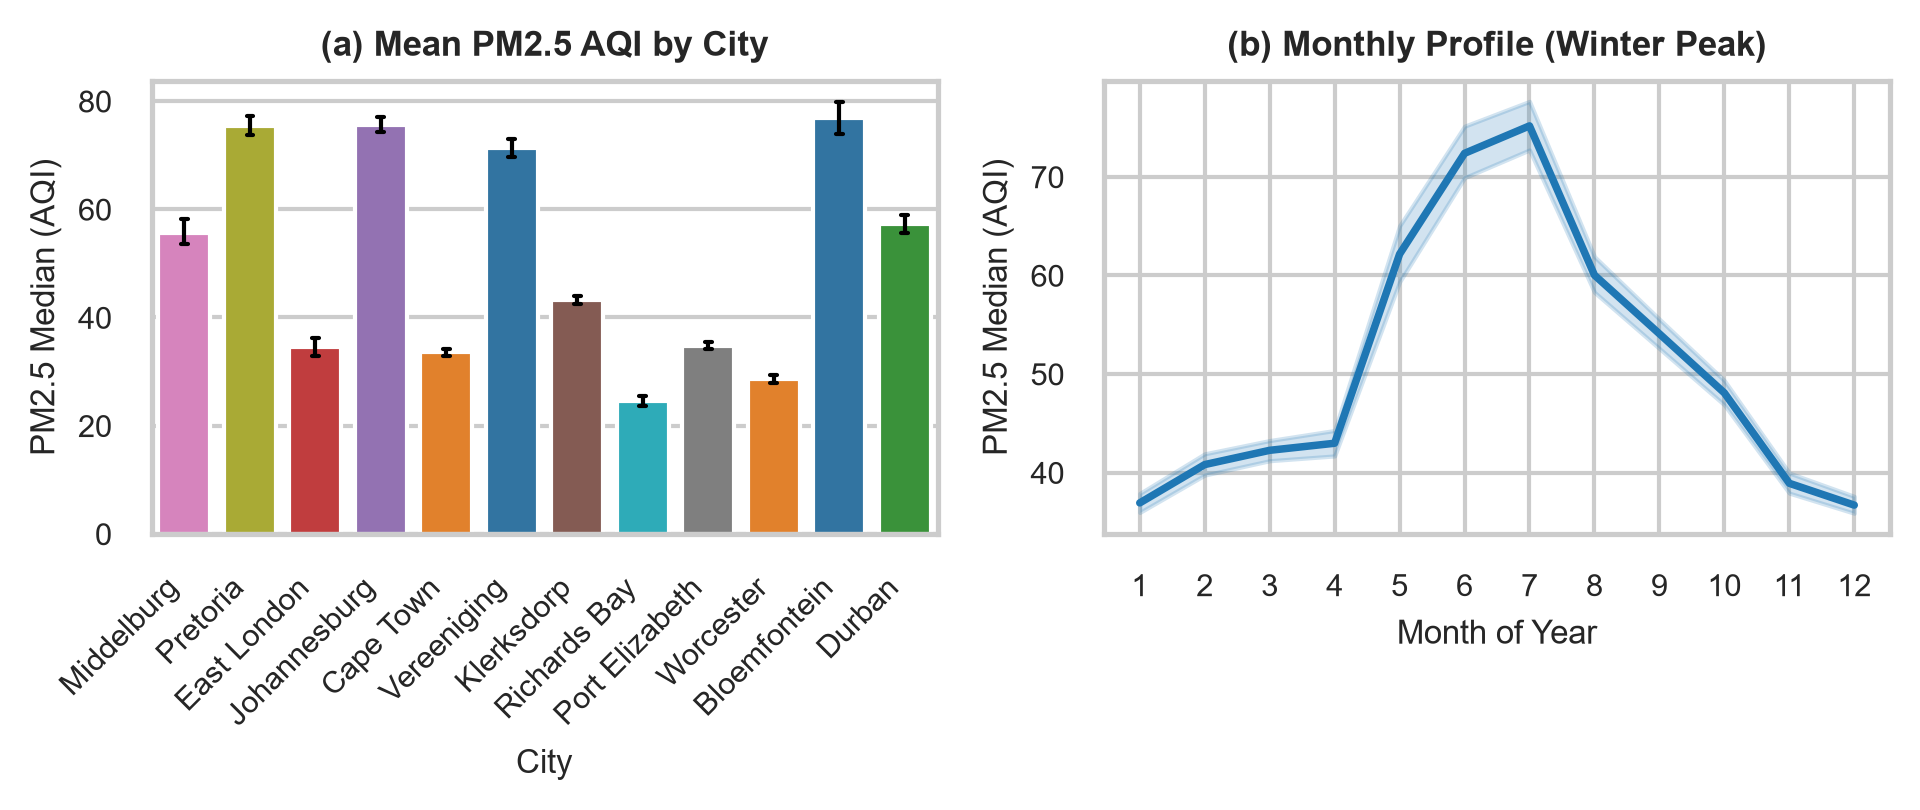 (a) Mean PM2.5 AQI by City
PM2.5 Median (AQI)
80
60
40
20
0
Middelburg
Pretoria
East London
Johannesburg
Cape Town
Vereeniging
Klerksdorp
Richards Bay
Port Elizabeth
Worcester
Bloemfontein
Durban
City
(b) Monthly Profile (Winter Peak)
PM2.5 Median (AQI)
70
60
50
40
1 2 3 4 5 6 7 8 9 10 11 12
Month of Year